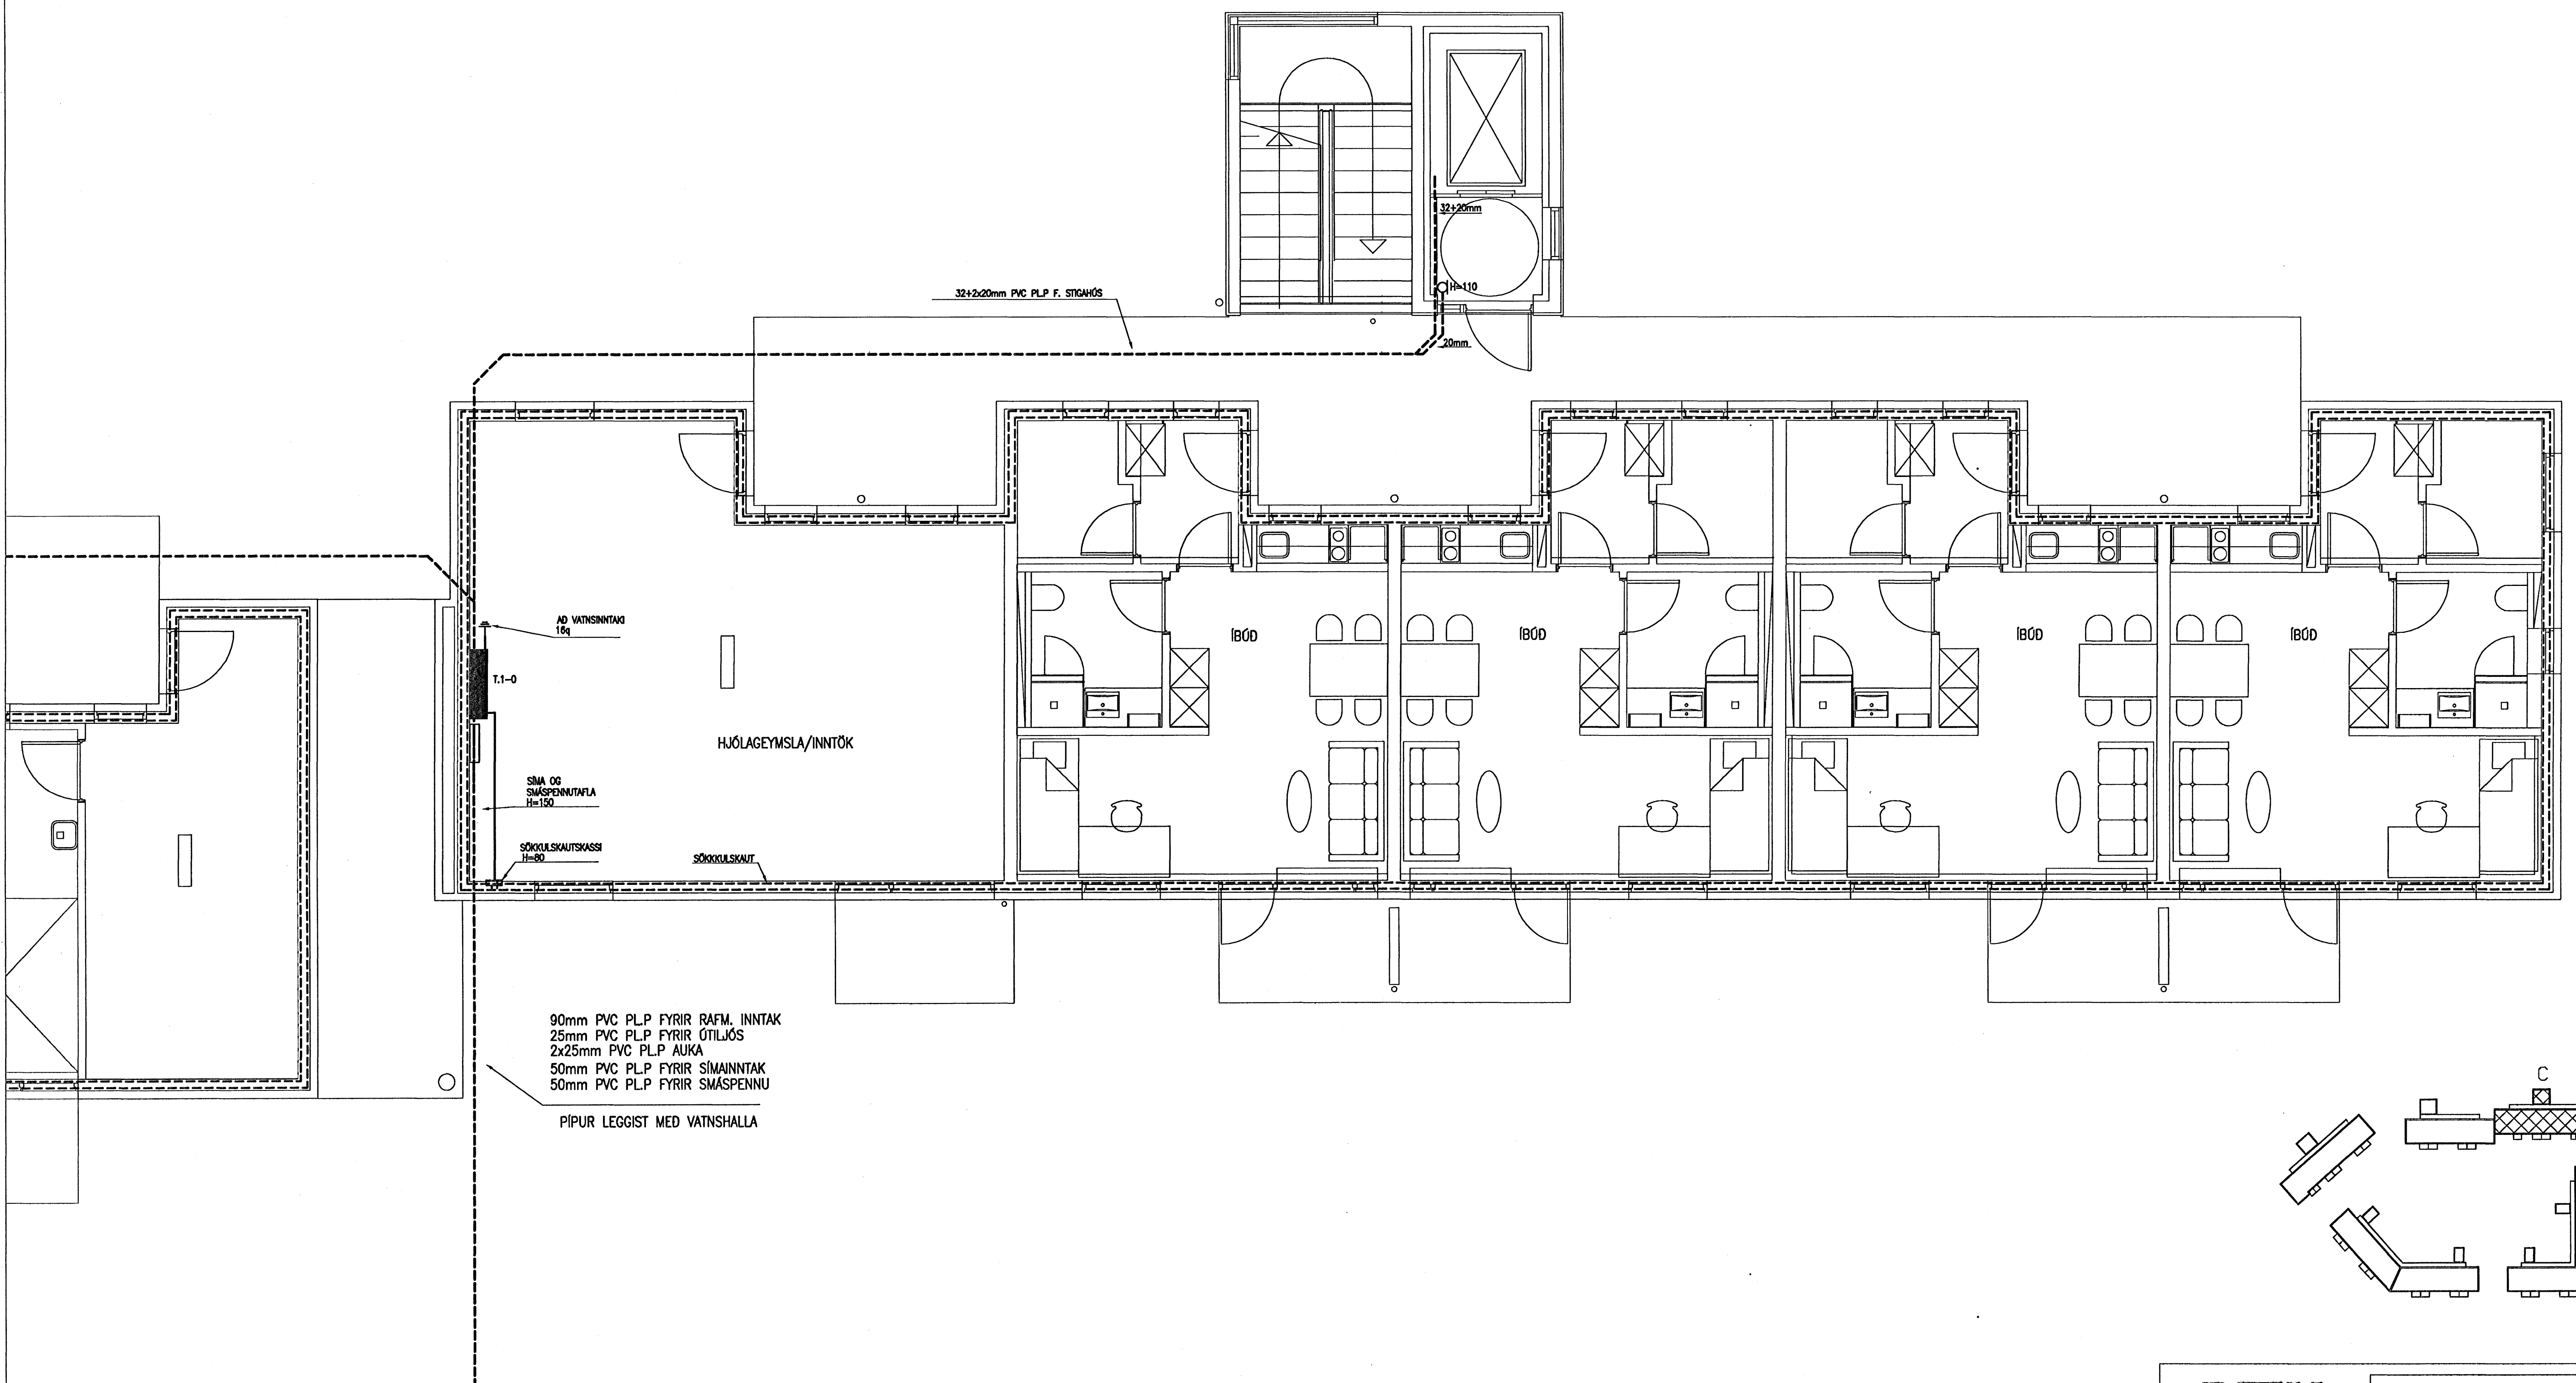 32+20mm
H=110
32+2x20mm PVC PL.P F. STIGAHÚS
20mm
AD VATNSINNTAKI
16q
T.1-0
ÍBÚÐ
ÍBÚÐ
ÍBÚÐ
ÍBÚÐ
HJÓLAGEYMSLA/INNTÖK
SÍMA OG
SMÁSPENNUTAFLA
H=150
SÖKKULSKAUTSKASSI
H=80
SÖKKKULSKAUT
90mm PVC PL.P FYRIR RAFM. INNTAK
25mm PVC PL.P FYRIR ÚTILJÓS
2x25mm PVC PL.P AUKA
50mm PVC PL.P FYRIR SÍMAINNTAK
50mm PVC PL.P FYRIR SMÁSPENNU
PÍPUR LEGGIST MEÐ VATNSHALLA
C